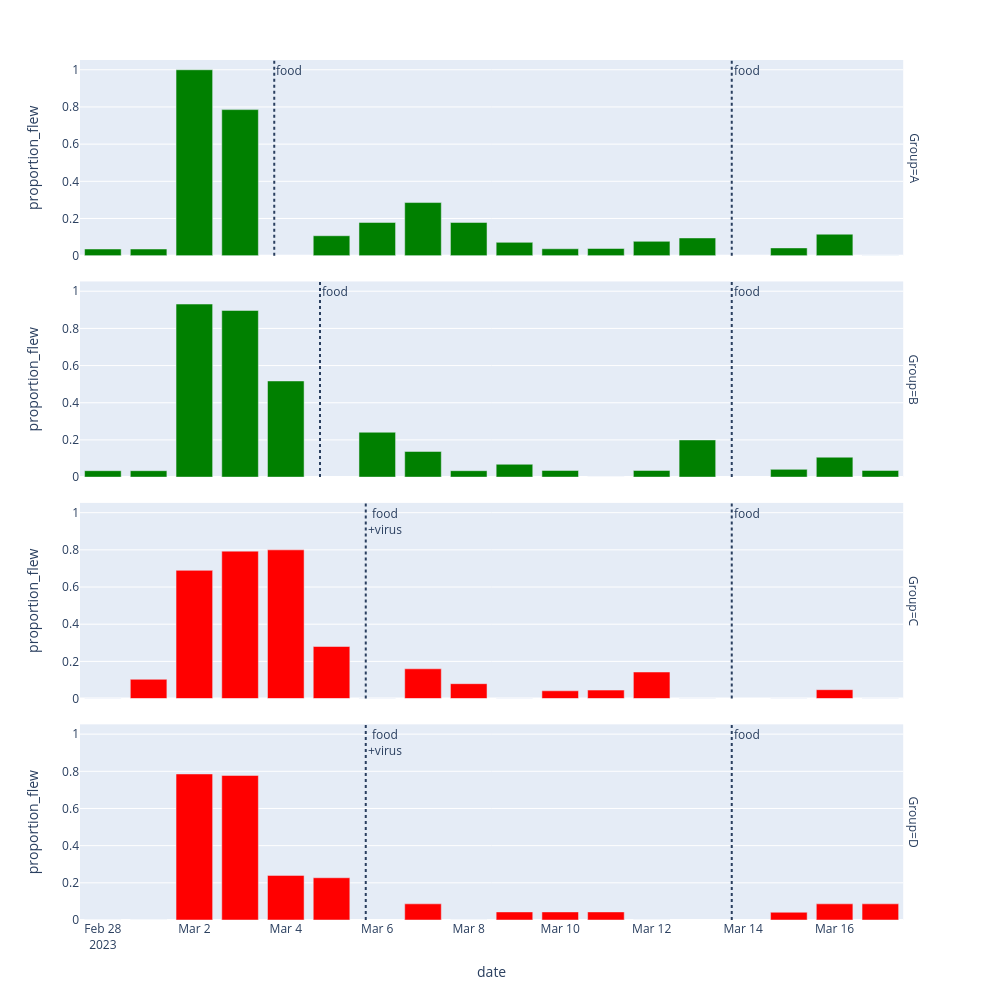 food
food
1
0.8
0.6
0.4
0.2
0
proportion_flew
Group=A
food
food
1
0.8
0.6
0.4
0.2
0
proportion_flew
Group=B
food
+virus
food
1
0.8
0.6
0.4
0.2
0
proportion_flew
Group=C
food
+virus
food
1
0.8
0.6
0.4
0.2
0
proportion_flew
Group=D
Feb 28
2023
Mar 2
Mar 4
Mar 6
Mar 8
Mar 10
Mar 12
Mar 14
Mar 16
date